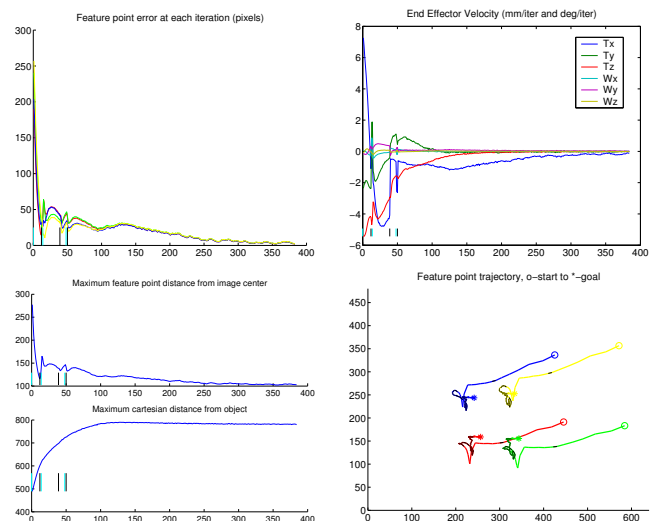 Feature point error at each iteration (pixels)
300
250
200
150
100
50
0
0 50 100 150 200 250 300 350 400
End Effector Velocity (mm/iter and deg/iter)
8
6
4
2
0
−2
−4
−6
0 50 100 150 200 250 300 350 400
Tx
Ty
Tz
Wx
Wy
Wz
Maximum feature point distance from image center
300
200
100
0 50 100 150 200 250 300 350 400
Maximum cartesian distance from object
800
700
600
500
400
0 50 100 150 200 250 300 350 400
Feature point trajectory, o−start to *−goal
450
400
350
300
250
200
150
100
50
0
0 100 200 300 400 500 600